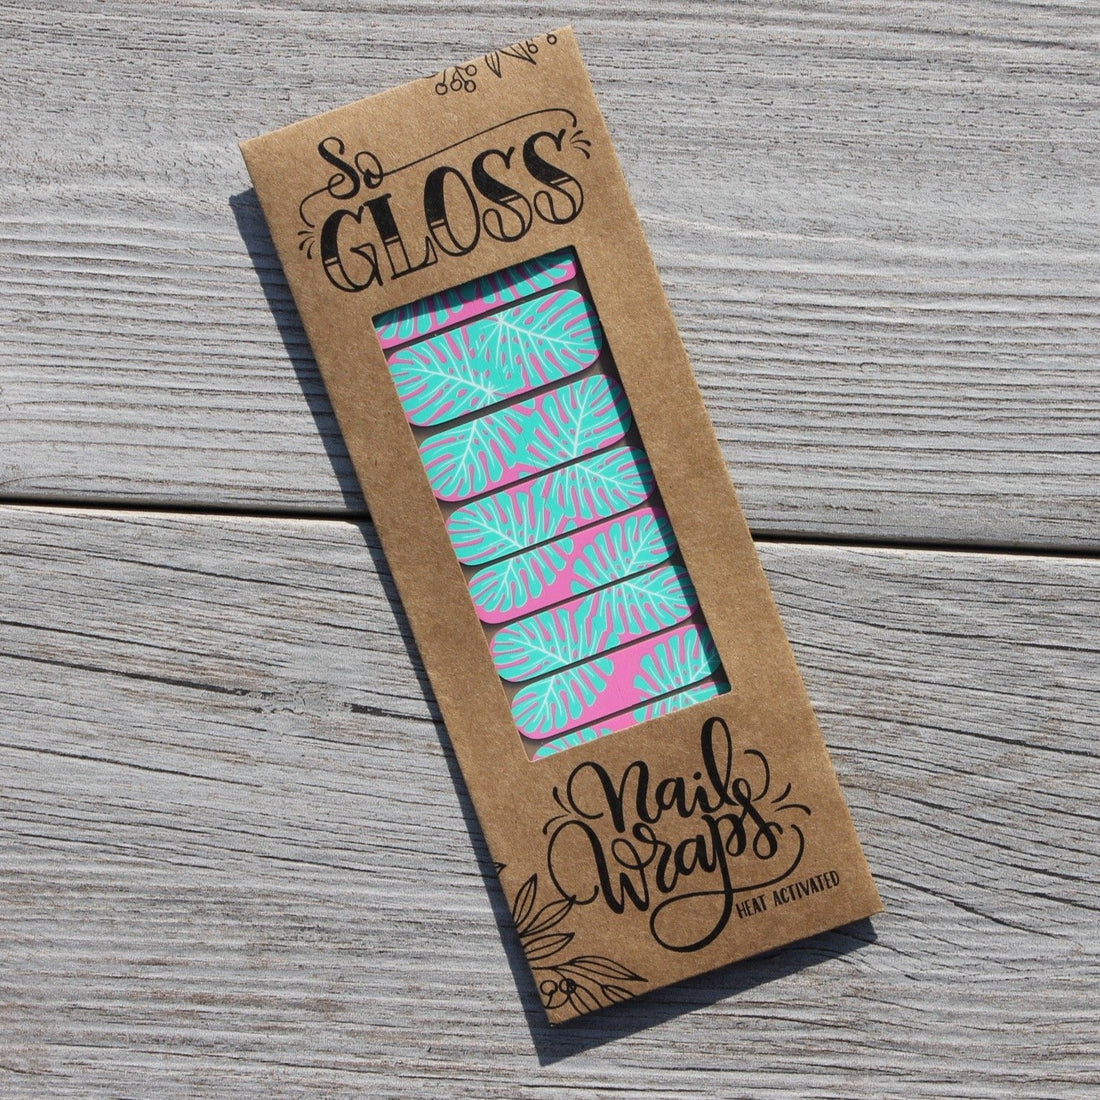 So
GLOSS
Nail
Wraps
HEAT ACTIVATED